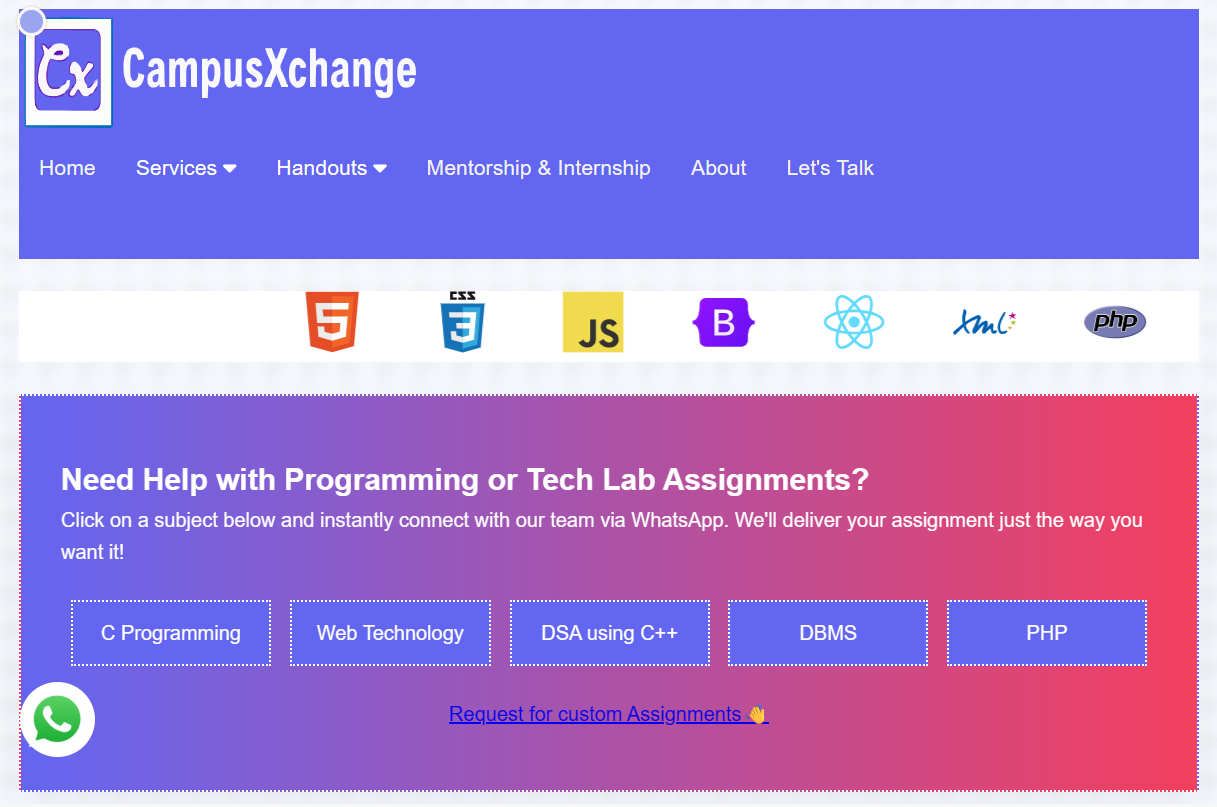 Cx CampusXchange
Home Services Handouts Mentorship & Internship About Let's Talk
5 CSS 3 JS B Xml php
Need Help with Programming or Tech Lab Assignments?
Click on a subject below and instantly connect with our team via WhatsApp. We'll deliver your assignment just the way you
want it!
C Programming Web Technology DSA using C++ DBMS PHP
Request for custom Assignments 👋